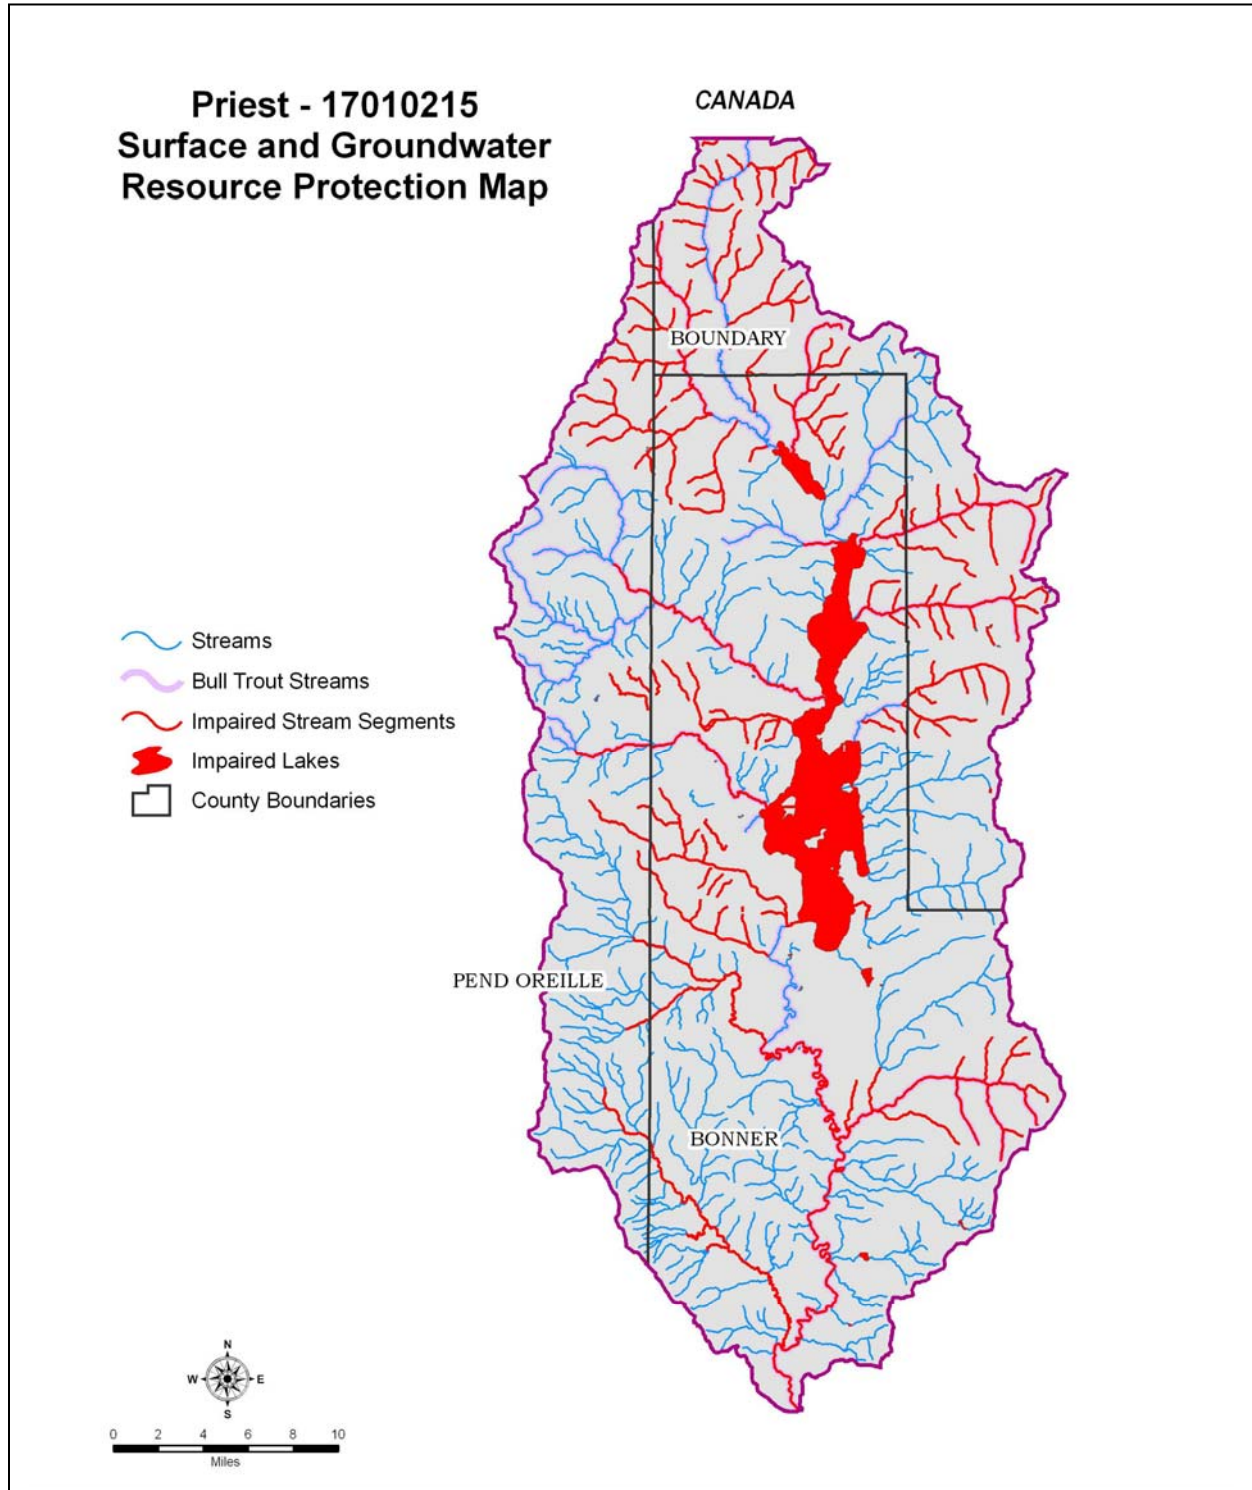 Priest - 17010215
Surface and Groundwater
Resource Protection Map
CANADA
BOUNDARY
Streams
Bull Trout Streams
Impaired Stream Segments
Impaired Lakes
County Boundaries
PEND OREILLE
BONNER
N
W E
S
0 2 4 6 8 10
Miles